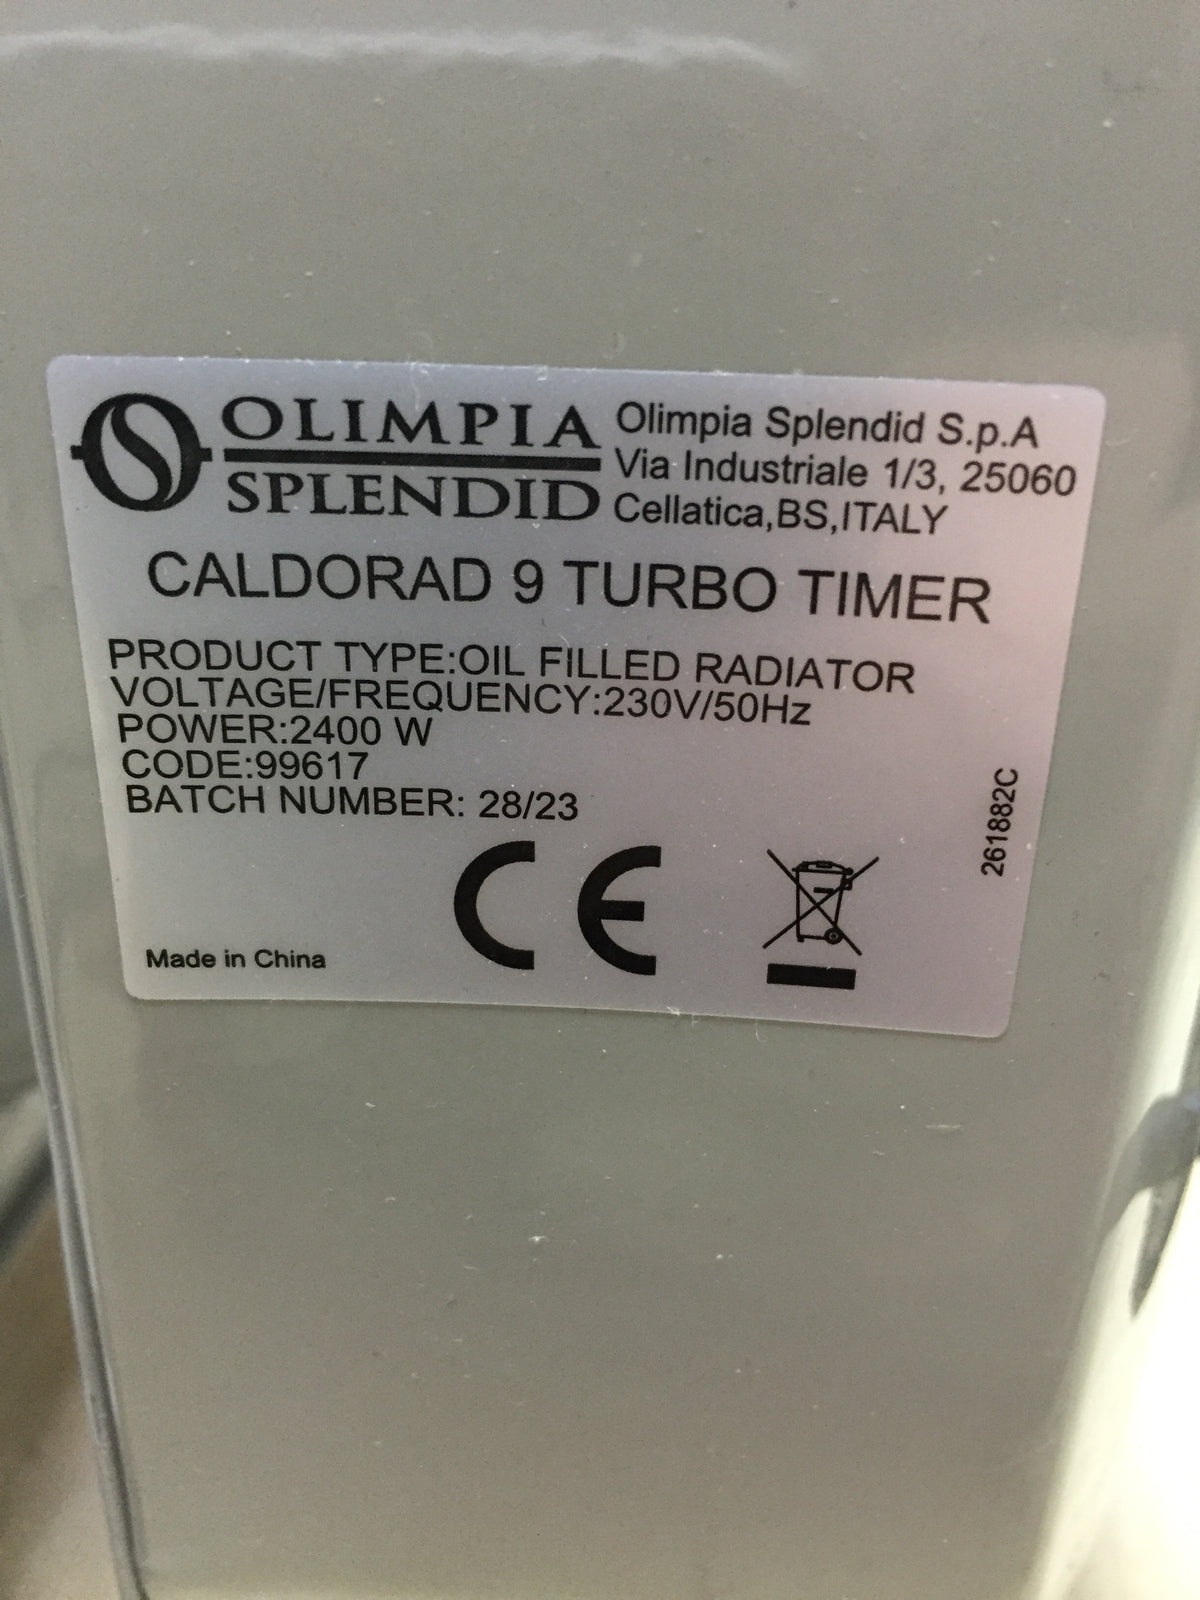 OLIMPIA
SPLENDID
Olimpia Splendid S.p.A
Via Industriale 1/3, 25060
Cellatica,BS,ITALY
CALDORAD 9 TURBO TIMER
PRODUCT TYPE:OIL FILLED RADIATOR
VOLTAGE/FREQUENCY:230V/50Hz
POWER:2400 W
CODE:99617
BATCH NUMBER: 28/23
261882C
CE
Made in China